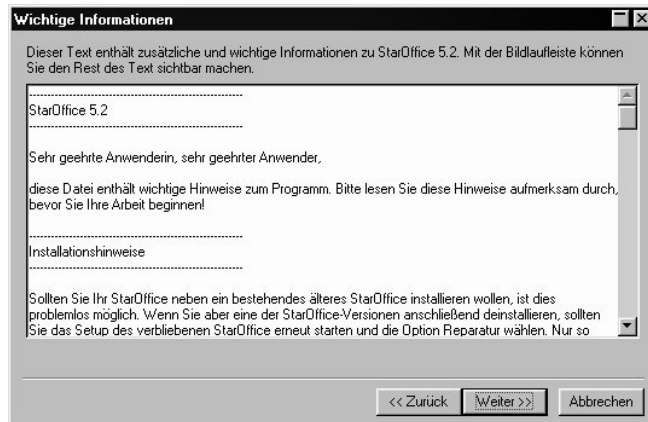 Wichtige Informationen
Dieser Text enthält zusätzliche und wichtige Informationen zu StarOffice 5.2. Mit der Bildlaufleiste können
Sie den Rest des Text sichtbar machen.
------------------------------------------------------
StarOffice 5.2
------------------------------------------------------
Sehr geehrte Anwenderin, sehr geehrter Anwender,
diese Datei enthält wichtige Hinweise zum Programm. Bitte lesen Sie diese Hinweise aufmerksam durch,
bevor Sie Ihre Arbeit beginnen!
------------------------------------------------------
Installationshinweise
------------------------------------------------------
Sollten Sie Ihr StarOffice neben ein bestehendes älteres StarOffice installieren wollen, ist dies
problemlos möglich. Wenn Sie aber eine der StarOffice-Versionen anschließend deinstallieren, sollten
Sie das Setup des verbliebenen StarOffice erneut starten und die Option Reparatur wählen. Nur so
<< Zurück Weiter >> Abbrechen